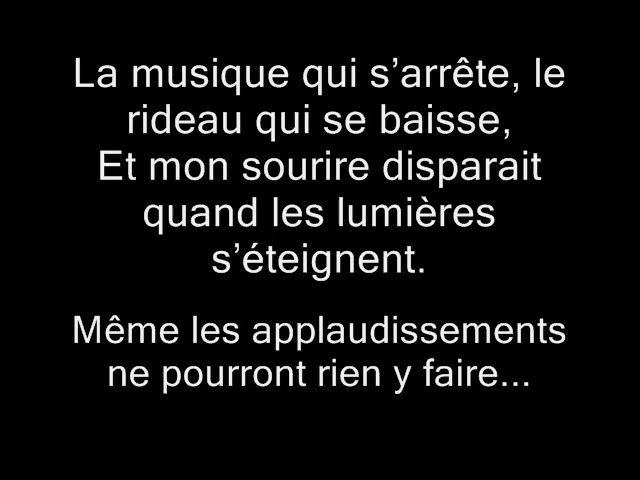 La musique qui s’arrête, le
rideau qui se baisse,
Et mon sourire disparait
quand les lumières
s’éteignent.
Même les applaudissements
ne pourront rien y faire...